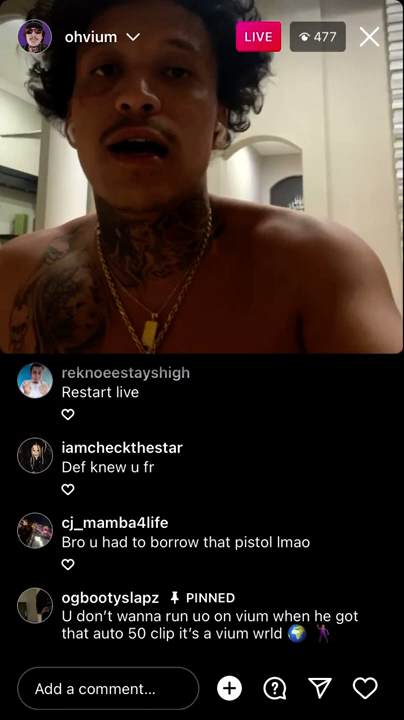 ohvium
LIVE
477
reknoeestayshigh
Restart live
iamcheckthestar
Def knew u fr
cj_mamba4life
Bro u had to borrow that pistol lmao
ogbootyslapz PINNED
U don't wanna run uo on vium when he got
that auto 50 clip it's a vium wrld 🌍 🕺🏿
Add a comment...